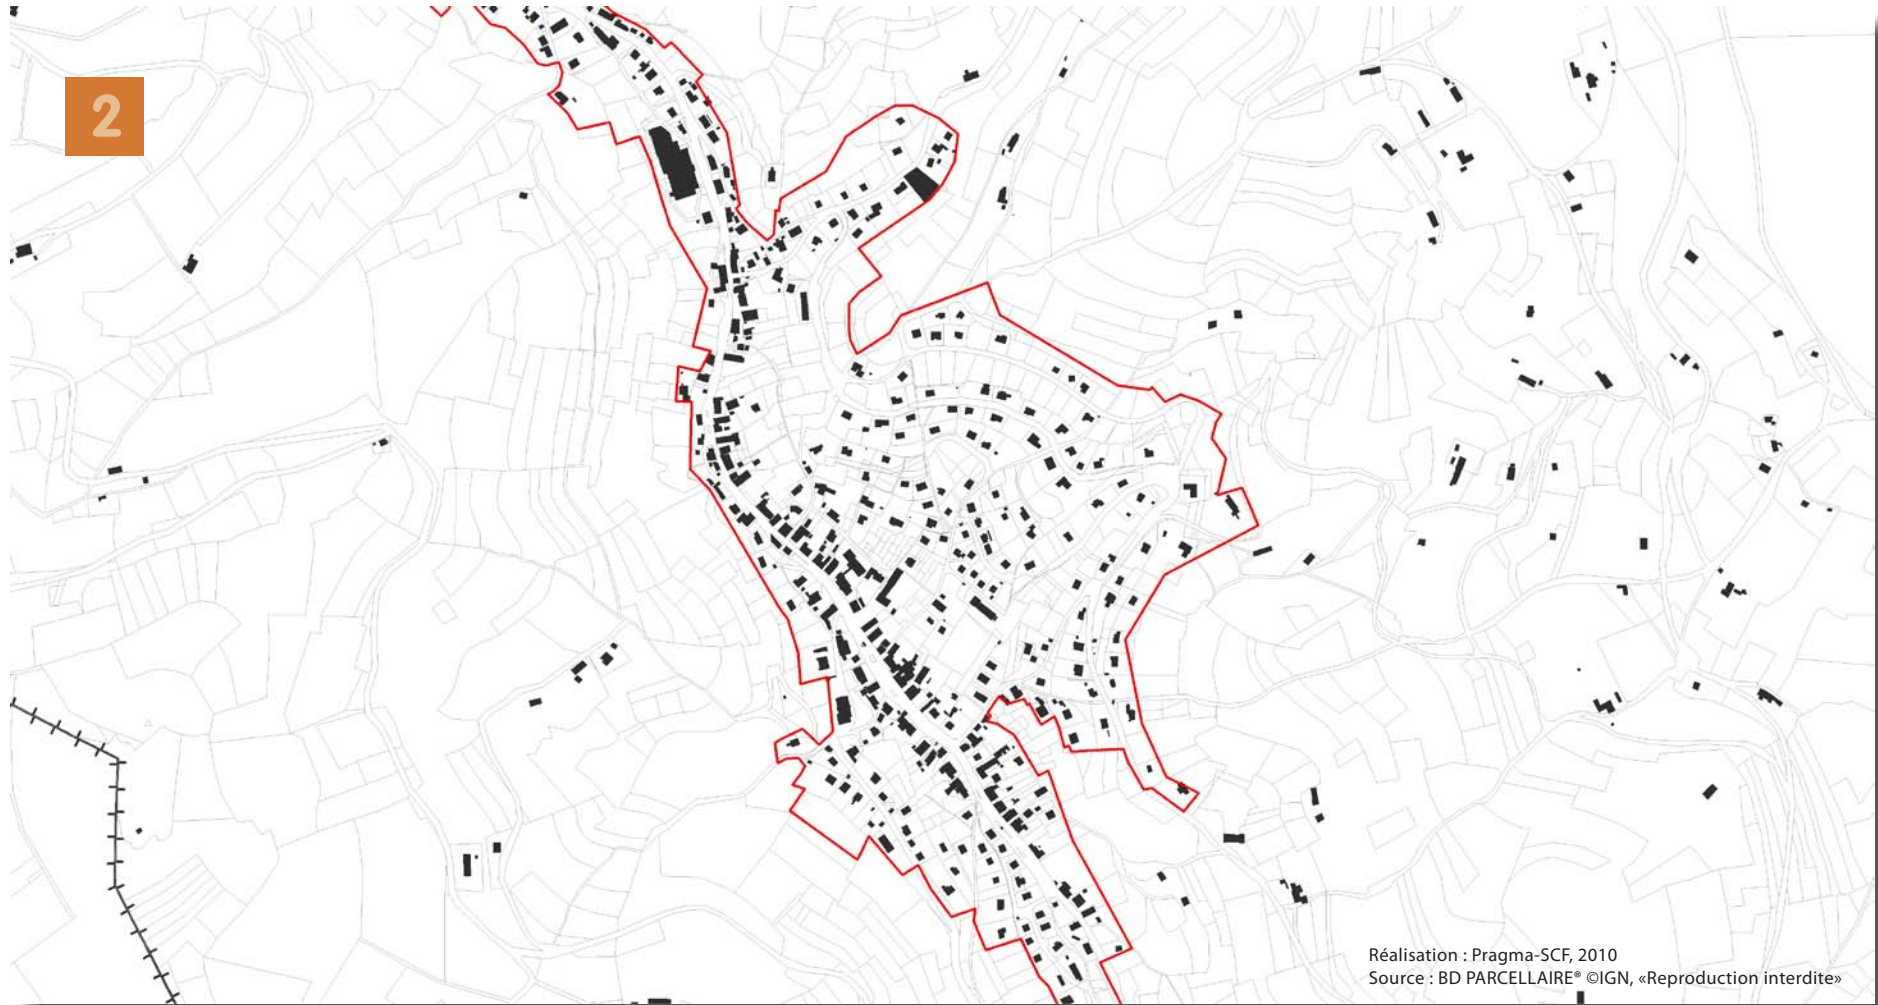 2
Réalisation : Pragma-SCF, 2010
Source : BD PARCELLAIRE® ©IGN, «Reproduction interdite»